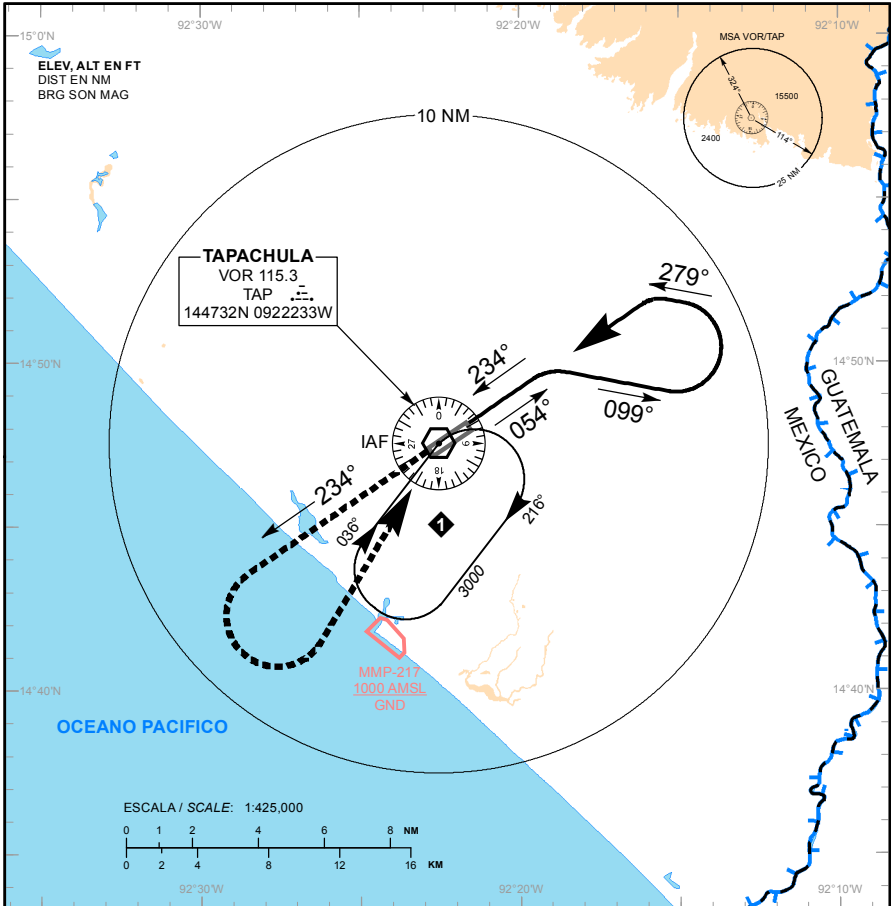 92°30'W
92°20'W
92°10'W
15°0'N
ELEV, ALT EN FT
DIST EN NM
BRG SON MAG
MSA VOR/TAP
324°
15500
114°
2400
25 NM
10 NM
TAPACHULA
VOR 115.3
TAP
144732N 0922233W
279°
14°50'N
14°50'N
234°
054°
099°
GUATEMALA
MEXICO
IAF
0
9
18
27
234°
036°
216°
1
3000
14°40'N
14°40'N
MMP-217
1000 AMSL
GND
OCEANO PACIFICO
ESCALA / SCALE: 1:425,000
0 1 2 4 6 8 NM
0 2 4 8 12 16 KM
92°30'W
92°20'W
92°10'W